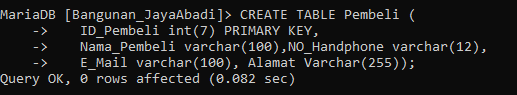 MariaDB [Bangunan_JayaAbadi]> CREATE TABLE Pembeli (
    ->     ID_Pembeli int(7) PRIMARY KEY,
    ->     Nama_Pembeli varchar(100),NO_Handphone varchar(12),
    ->     E_Mail varchar(100), Alamat Varchar(255));
Query OK, 0 rows affected (0.082 sec)